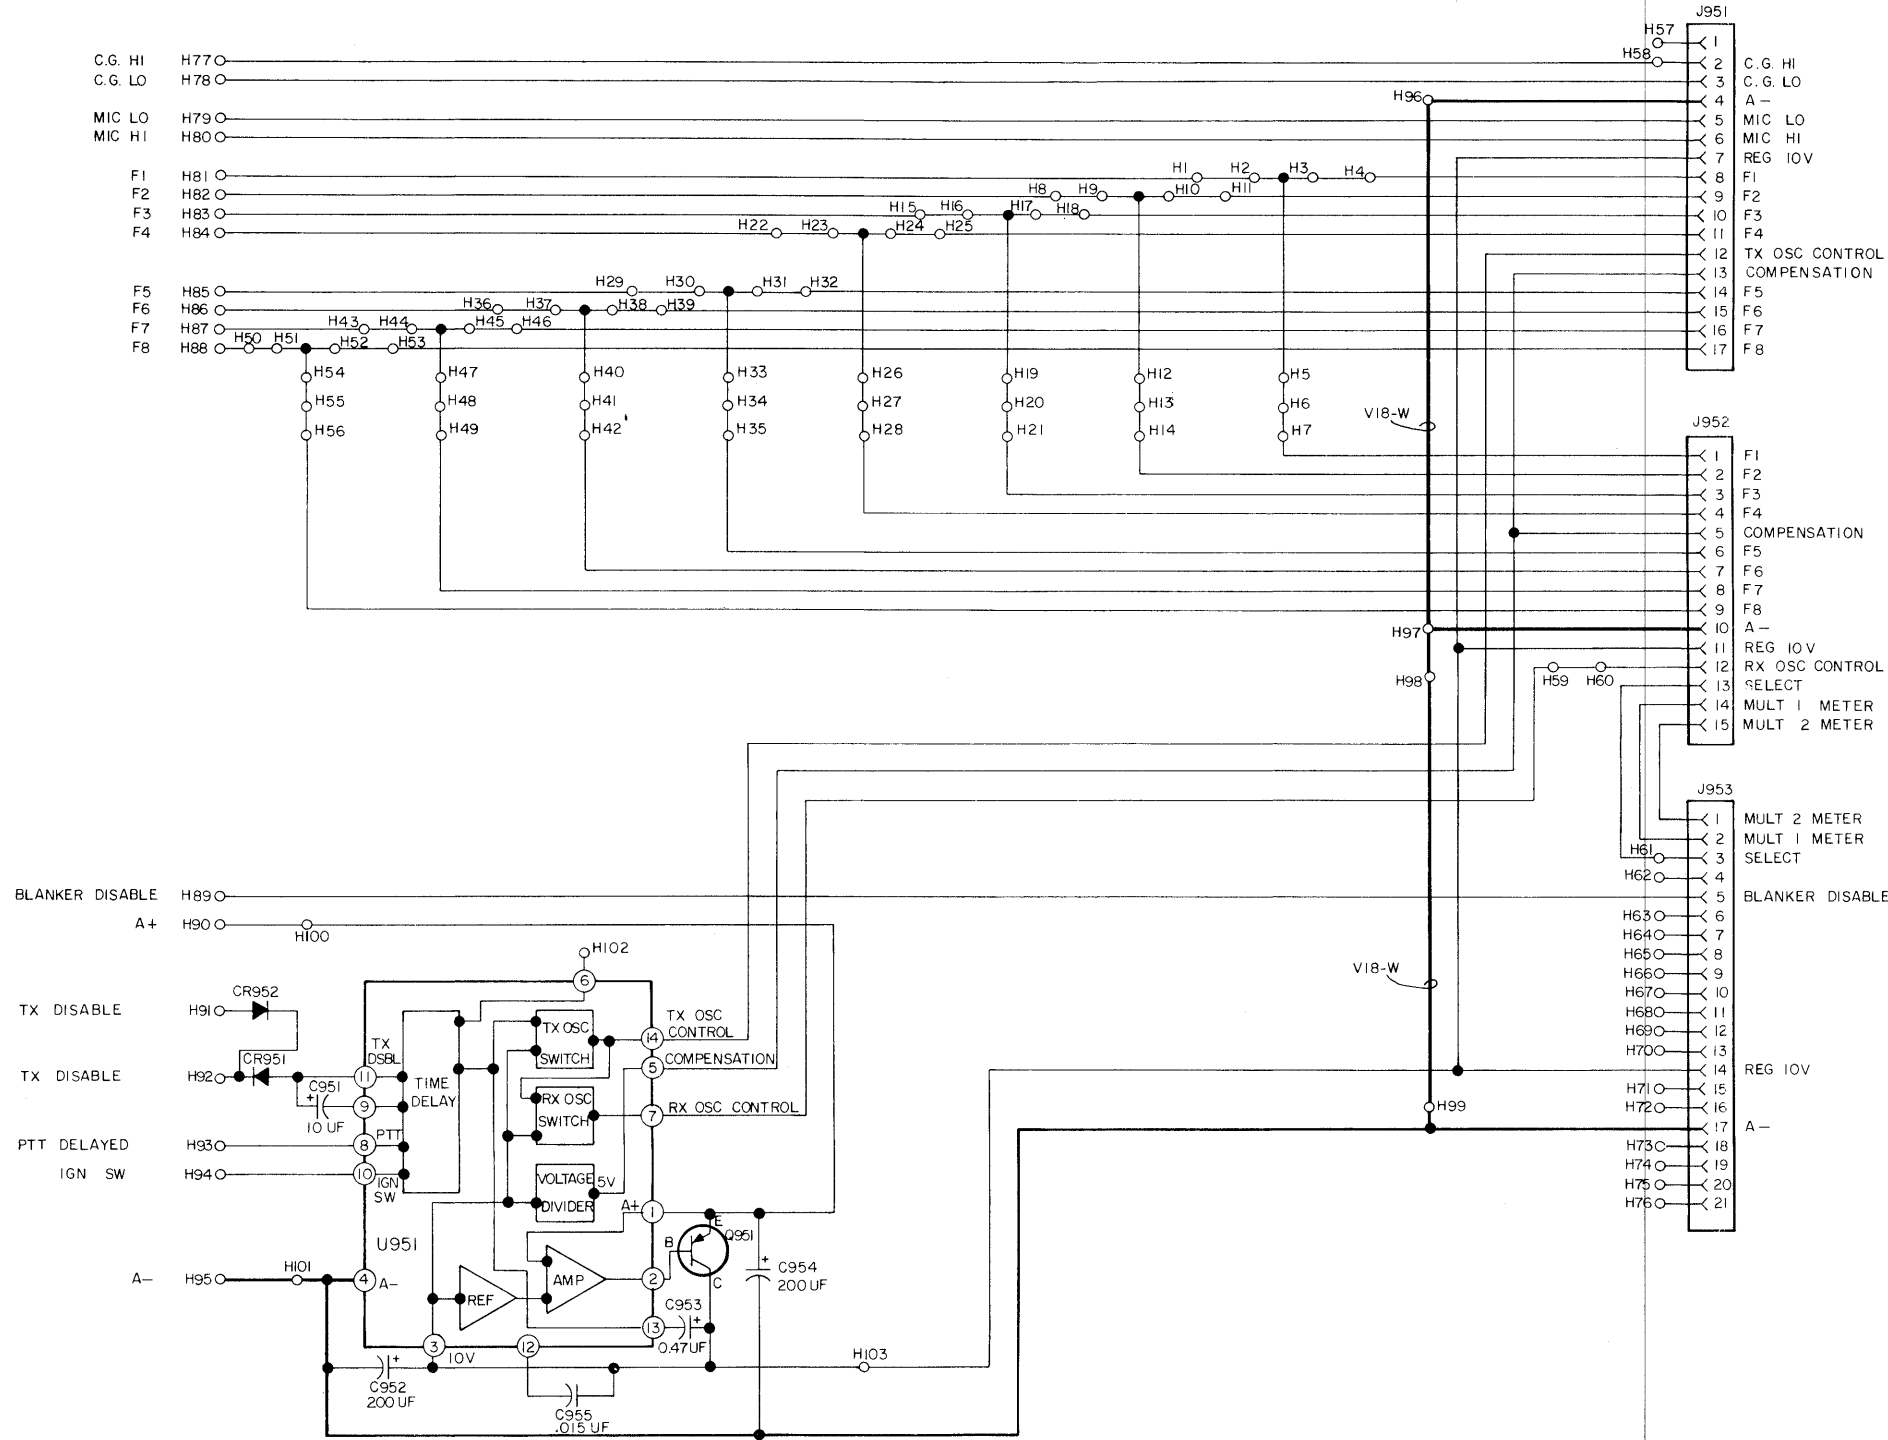 J951
H57
1
C.G. HI H77 H58 2 C.G. HI
C.G. LO H78 3 C.G. LO
H96 4 A-
MIC LO H79 5 MIC LO
MIC HI H80 6 MIC HI
7 REG 10V
F1 H81 H1 H2 H3 H4 8 F1
F2 H82 H8 H9 H10 H11 9 F2
F3 H83 H15 H16 H17 H18 10 F3
F4 H84 H22 H23 H24 H25 11 F4
12 TX OSC CONTROL
13 COMPENSATION
F5 H85 H29 H30 H31 H32 14 F5
F6 H86 H36 H37 H38 H39 15 F6
F7 H87 H43 H44 H45 H46 16 F7
F8 H88 H50 H51 H52 H53 17 F8
H54 H47 H40 H33 H26 H19 H12 H5
H55 H48 H41 H34 H27 H20 H13 H6
H56 H49 H42 H35 H28 H21 H14 H7
V18-W
J952
1 F1
2 F2
3 F3
4 F4
5 COMPENSATION
6 F5
7 F6
8 F7
9 F8
H97 10 A-
11 REG 10V
H59 H60 12 RX OSC CONTROL
H98 13 SELECT
14 MULT 1 METER
15 MULT 2 METER
J953
1 MULT 2 METER
2 MULT 1 METER
H61 3 SELECT
H62 4
BLANKER DISABLE H89 5 BLANKER DISABLE
H63 6
A+ H90 H100
H64 7
H65 8
H66 9
H67 10
H68 11
H69 12
H70 13
14 REG 10V
H71 15
H72 16
H99 17 A-
H73 18
H74 19
H75 20
H76 21
V18-W
H102
6
CR952
TX DISABLE H91
CR951
TX DISABLE H92
C951
+
10 UF
TX
DSBL
11
9
TIME
DELAY
PTT DELAYED H93 8 PTT
IGN SW H94 10 IGN
SW
TX OSC
SWITCH
14 TX OSC
CONTROL
5 COMPENSATION
RX OSC
SWITCH
7 RX OSC CONTROL
VOLTAGE
DIVIDER
5V
A+ 1
E
Q951
B
C
U951
A- H95 H101 4 A-
REF
AMP
2
+
C954
200 UF
C953
+
13
0.47UF
3
10V
12
H103
+
C952
200 UF
C955
.015 UF